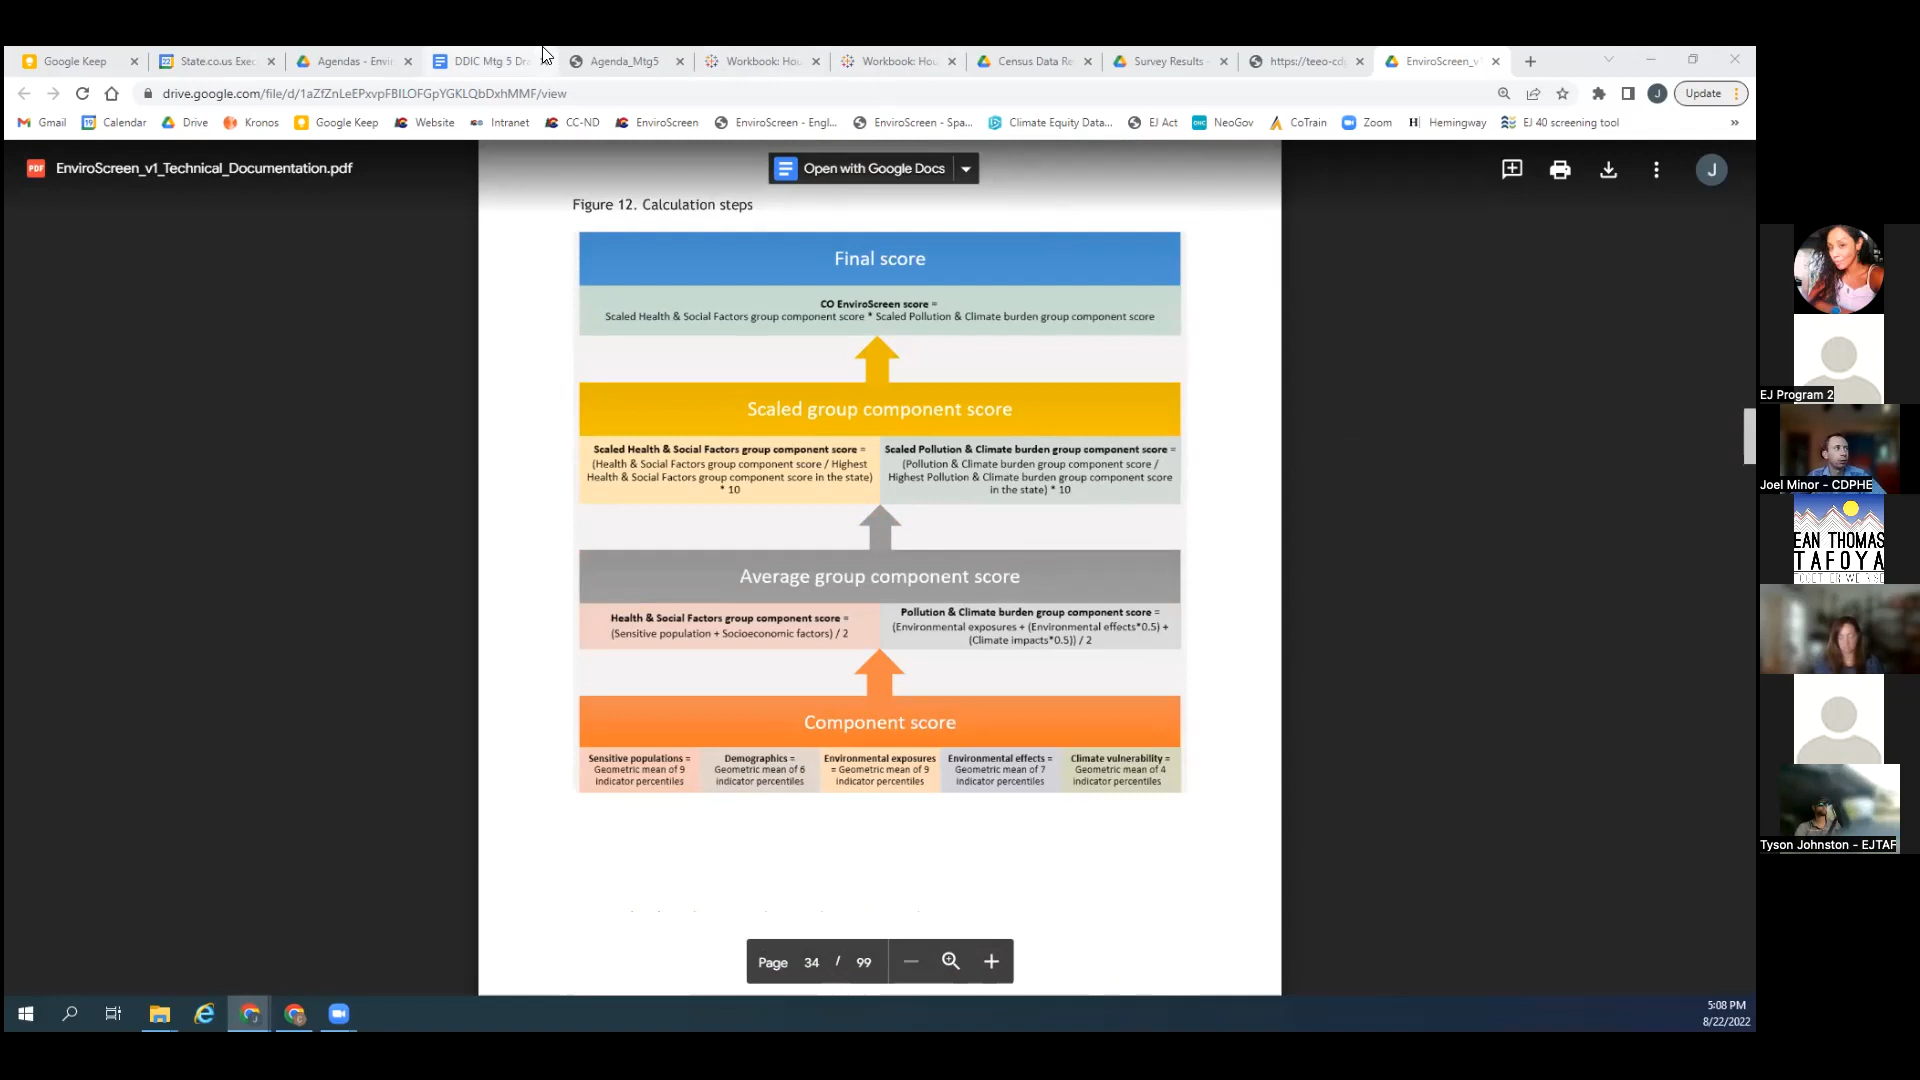 Google Keep
State.co.us Exec
Agendas - Envi
DDIC Mtg 5 Dra
Agenda_Mtg5
Workbook: Hou
Workbook: Hou
Census Data Re
Survey Results -
https://teeo-cdp
EnviroScreen_v1
drive.google.com/file/d/1aZfZnLeEPxvpFBILOFGpYGKLQbDxhMMF/view
J
Update
Gmail
Calendar
Drive
Kronos
Google Keep
Website
Intranet
CC-ND
EnviroScreen
EnviroScreen - Engl...
EnviroScreen - Spa...
Climate Equity Data...
EJ Act
NeoGov
CoTrain
Zoom
Hemingway
EJ 40 screening tool
»
PDF
EnviroScreen_v1_Technical_Documentation.pdf
Open with Google Docs
J
Figure 12. Calculation steps
Final score
CO EnviroScreen score =
Scaled Health & Social Factors group component score * Scaled Pollution & Climate burden group component score
Scaled group component score
Scaled Health & Social Factors group component score =
(Health & Social Factors group component score / Highest
Health & Social Factors group component score in the state)
* 10
Scaled Pollution & Climate burden group component score =
(Pollution & Climate burden group component score /
Highest Pollution & Climate burden group component score
in the state) * 10
Average group component score
Health & Social Factors group component score =
(Sensitive population + Socioeconomic factors) / 2
Pollution & Climate burden group component score =
(Environmental exposures + (Environmental effects*0.5) +
(Climate impacts*0.5)) / 2
Component score
Sensitive populations =
Geometric mean of 9
indicator percentiles
Demographics =
Geometric mean of 6
indicator percentiles
Environmental exposures
= Geometric mean of 9
indicator percentiles
Environmental effects =
Geometric mean of 7
indicator percentiles
Climate vulnerability =
Geometric mean of 4
indicator percentiles
Page 34 / 99
EJ Program 2
Joel Minor - CDPHE
EAN THOMAS
TAFOYA
Tyson Johnston - EJTAF
5:08 PM
8/22/2022